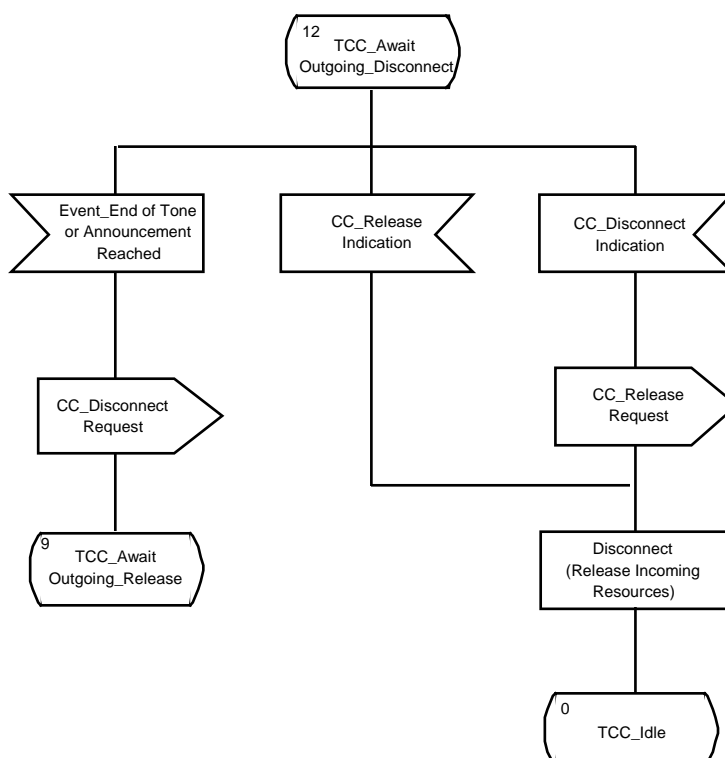 12
TCC_Await
Outgoing_Disconnect
Event_End of Tone
or Announcement
Reached
CC_Release
Indication
CC_Disconnect
Indication
CC_Disconnect
Request
CC_Release
Request
9
TCC_Await
Outgoing_Release
Disconnect
(Release Incoming
Resources)
0
TCC_Idle